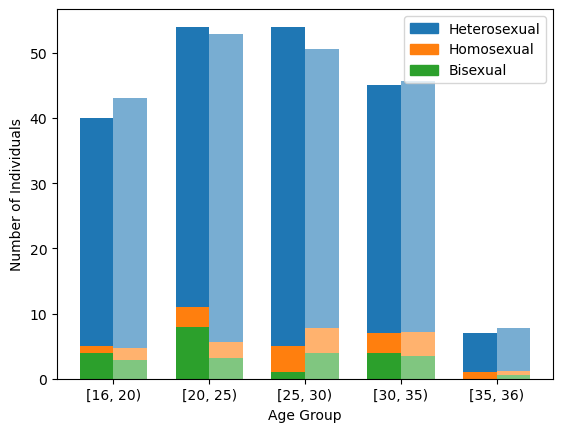 Heterosexual
Homosexual
Bisexual
50
40
30
20
10
0
Number of Individuals
[16, 20)
[20, 25)
[25, 30)
[30, 35)
[35, 36)
Age Group